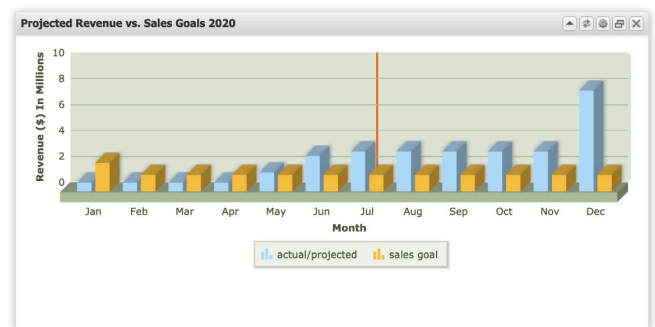 Projected Revenue vs. Sales Goals 2020
Revenue ($) In Millions
10
8
6
4
2
0
Jan Feb Mar Apr May Jun Jul Aug Sep Oct Nov Dec
Month
actual/projected sales goal